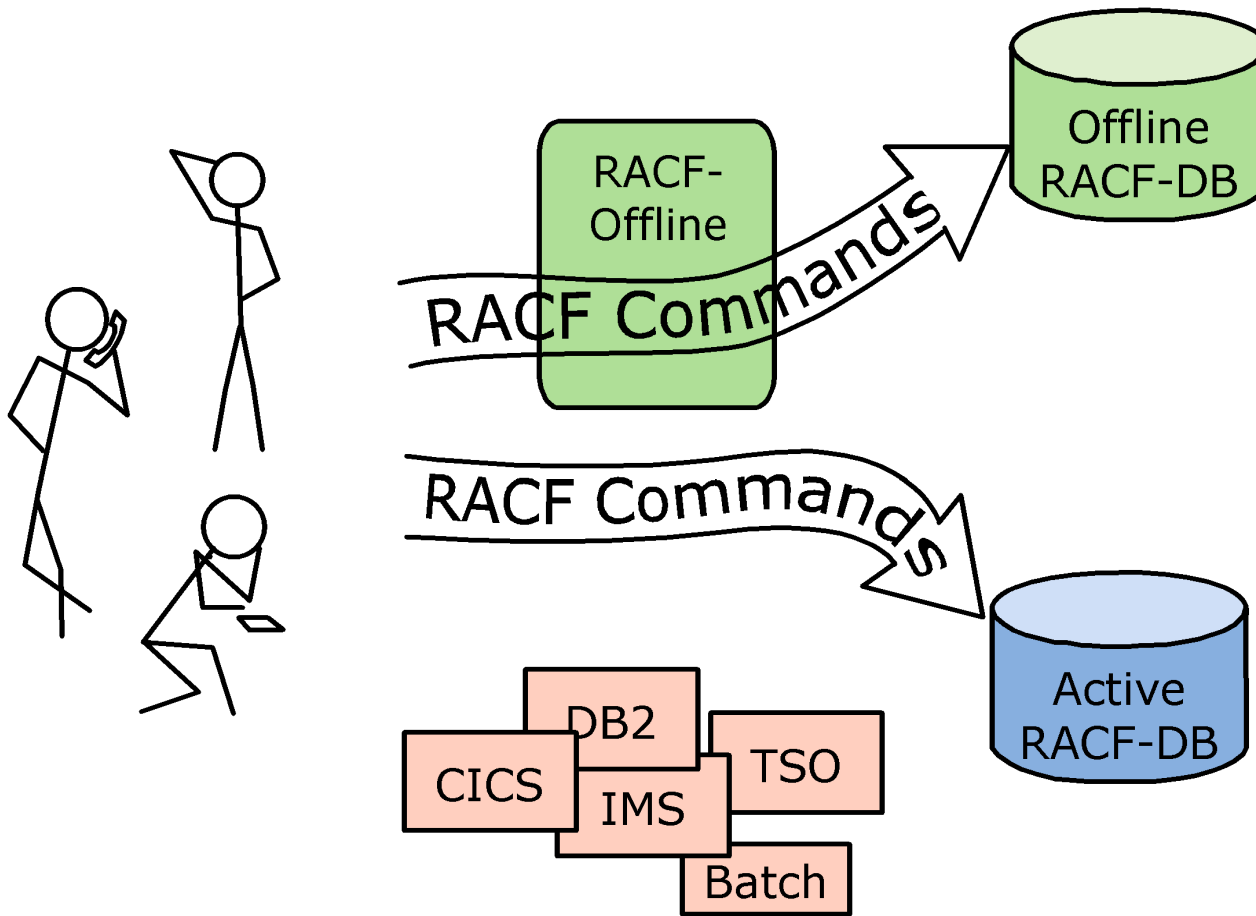 RACF-
Offline
RACF Commands
Offline
RACF-DB
RACF Commands
Active
RACF-DB
DB2
TSO
CICS
IMS
Batch